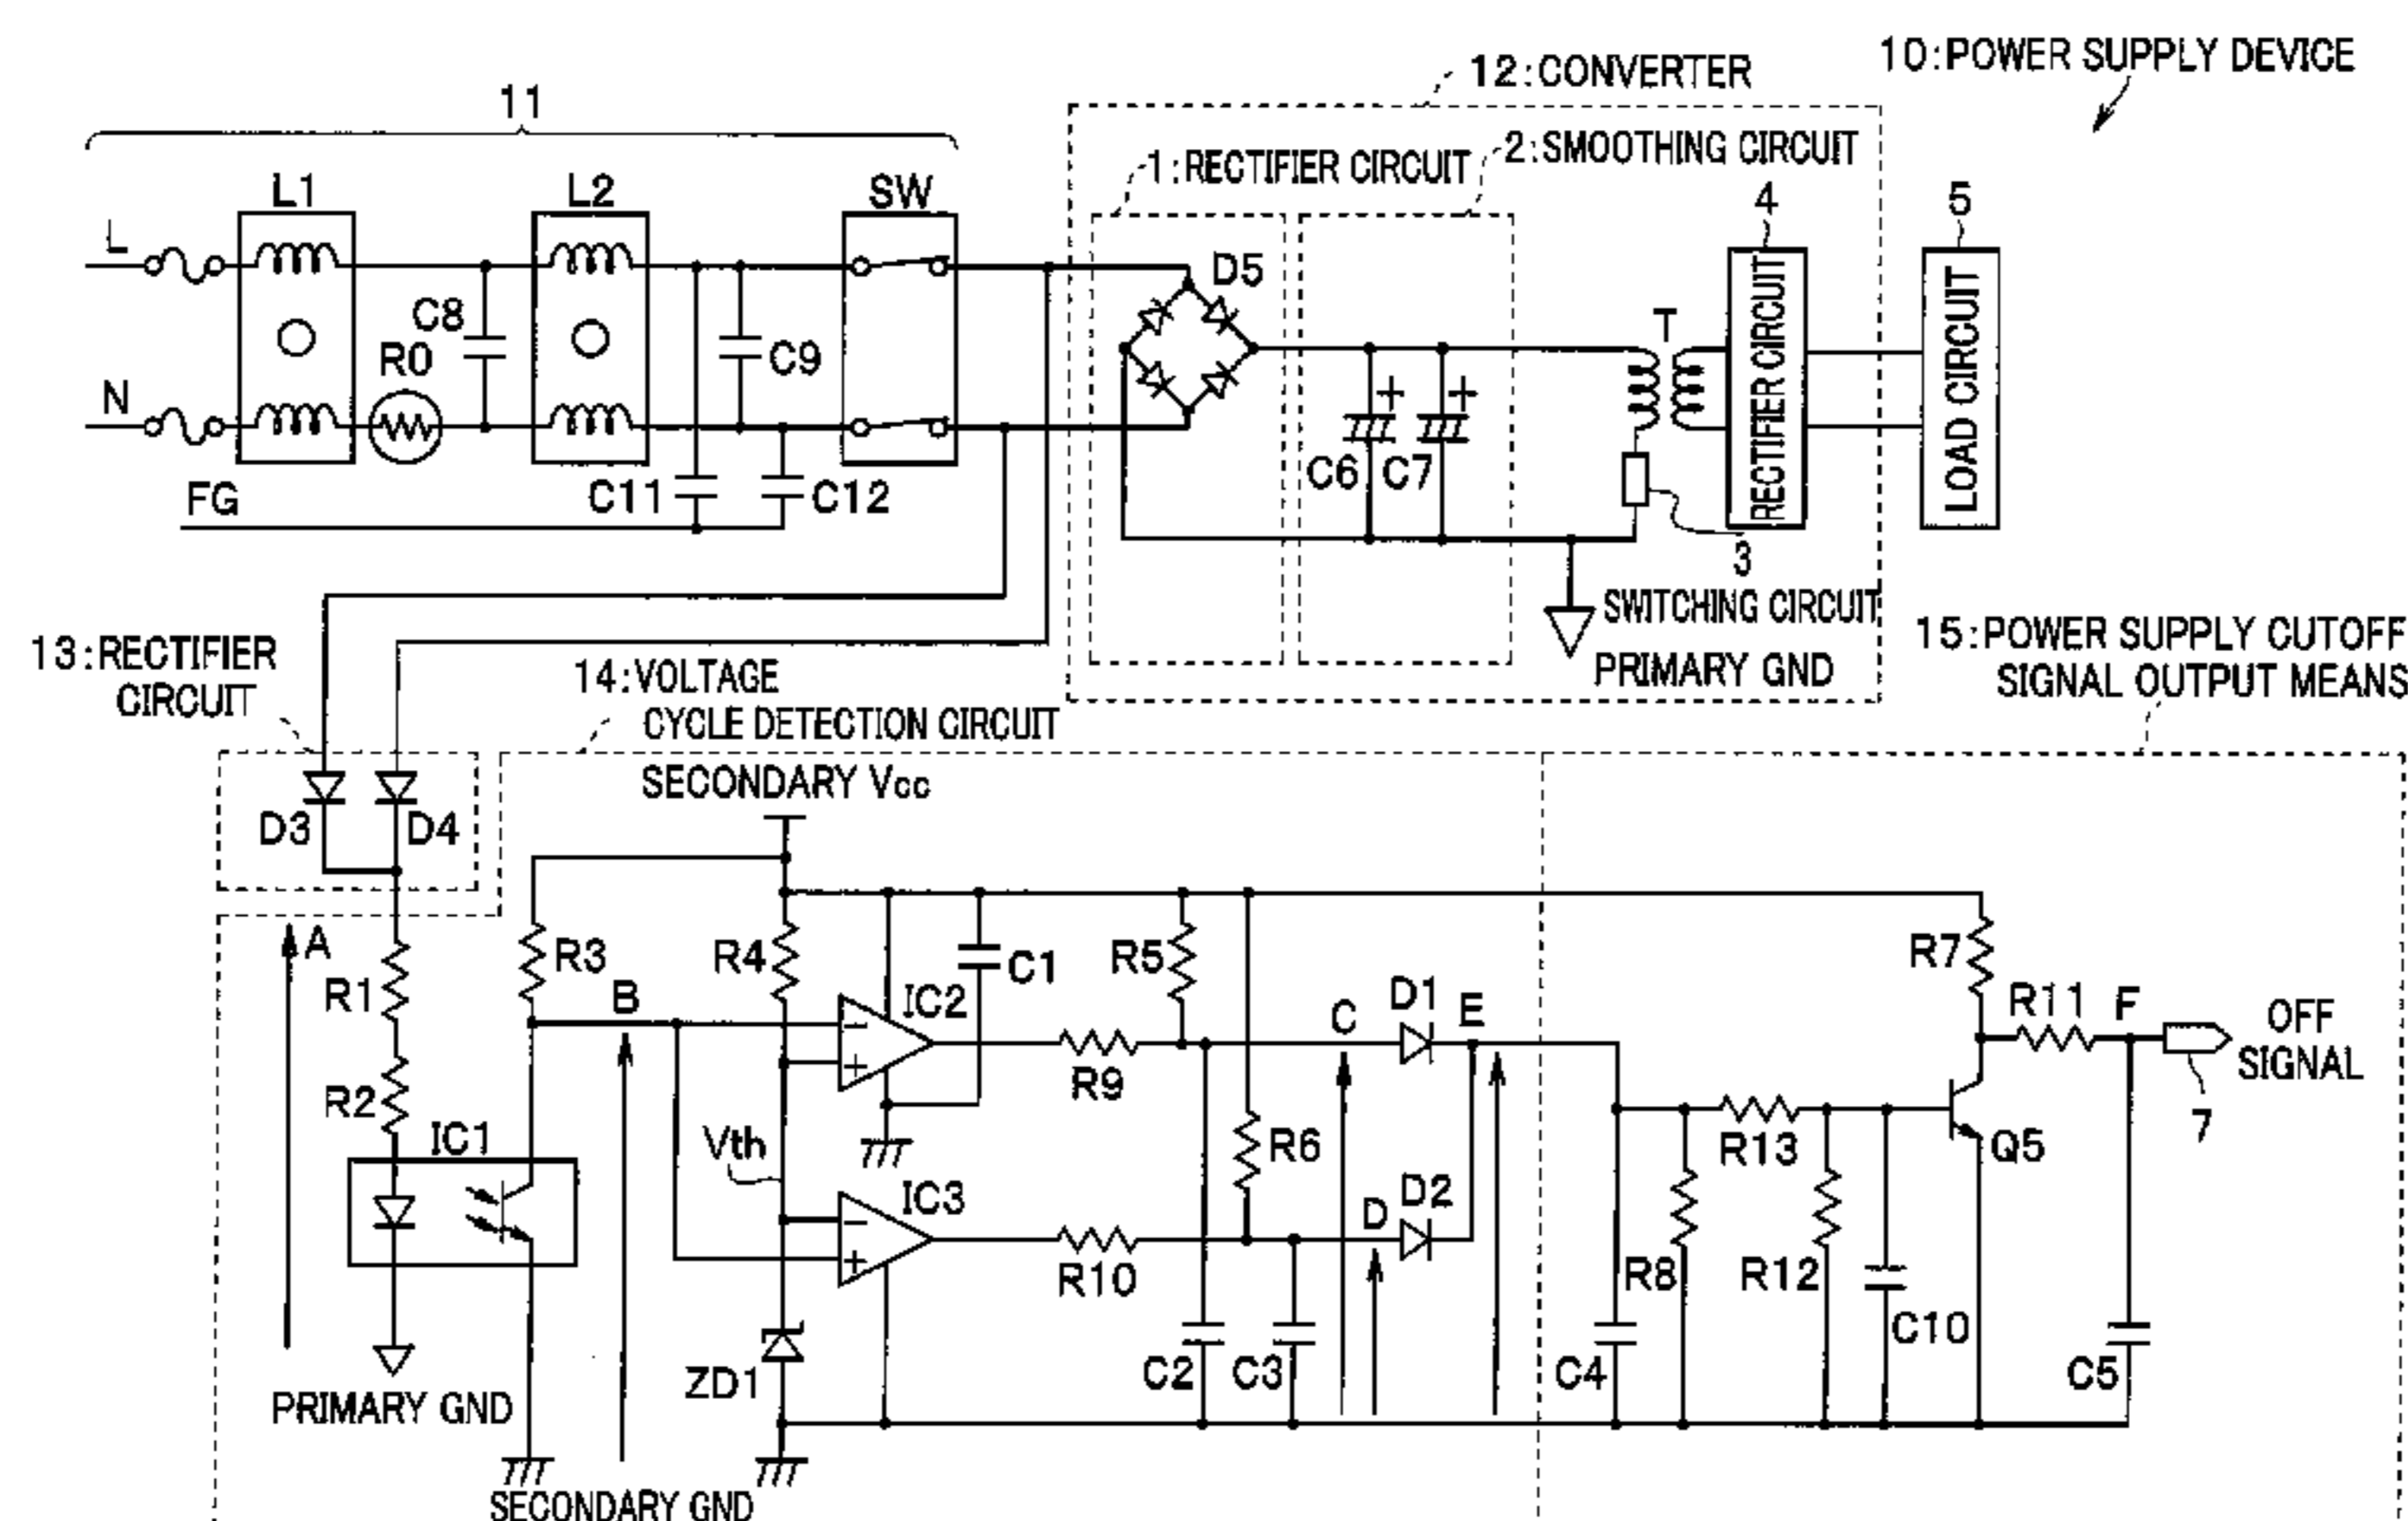 10:POWER SUPPLY DEVICE
12:CONVERTER
11
1:RECTIFIER CIRCUIT
2:SMOOTHING CIRCUIT
L1
L2
SW
4
5
L
D5
T
C8
R0
C9
N
RECTIFIER CIRCUIT
LOAD CIRCUIT
C6
C7
FG
C11
C12
3
SWITCHING CIRCUIT
PRIMARY GND
13:RECTIFIER
CIRCUIT
14:VOLTAGE
CYCLE DETECTION CIRCUIT
15:POWER SUPPLY CUTOFF
SIGNAL OUTPUT MEANS
SECONDARY Vcc
D3
D4
A
R3
R4
C1
R5
R7
R1
B
IC2
C
D1
E
R11
F
OFF
SIGNAL
−
+
R9
R2
IC1
Vth
R6
R13
Q5
7
IC3
D
D2
−
+
R10
R8
R12
C10
ZD1
C2
C3
C4
C5
PRIMARY GND
SECONDARY GND